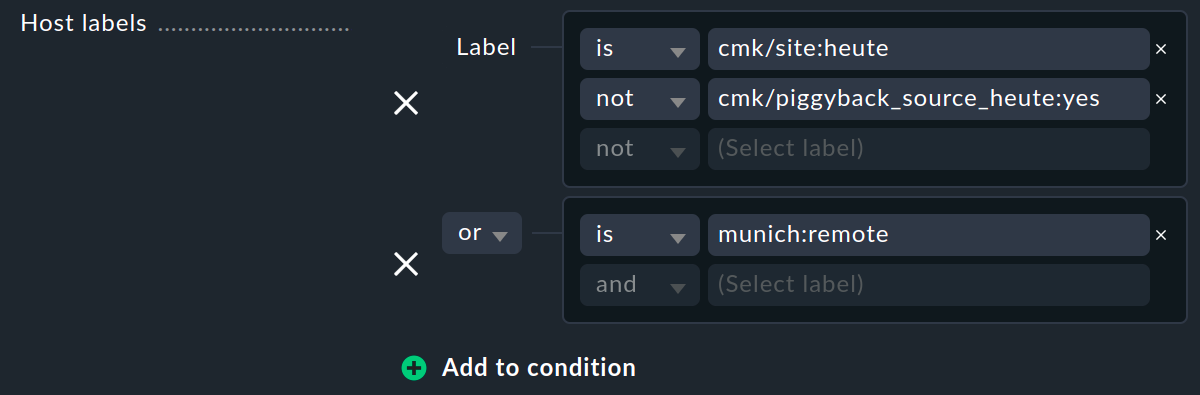 Host labels
Label
is cmk/site:heute ×
not cmk/piggyback_source_heute:yes ×
not (Select label)
or
is munich:remote ×
and (Select label)
Add to condition